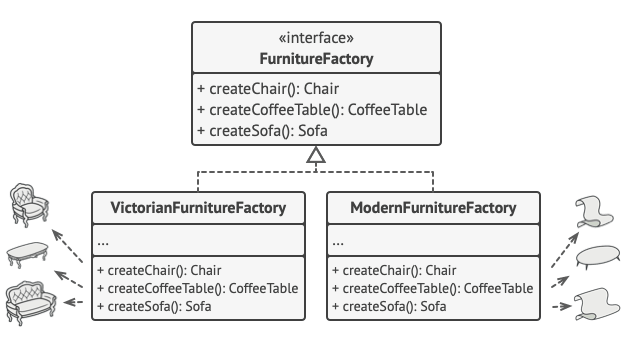 «interface»
FurnitureFactory
+ createChair(): Chair
+ createCoffeeTable(): CoffeeTable
+ createSofa(): Sofa
VictorianFurnitureFactory
...
+ createChair(): Chair
+ createCoffeeTable(): CoffeeTable
+ createSofa(): Sofa
ModernFurnitureFactory
...
+ createChair(): Chair
+ createCoffeeTable(): CoffeeTable
+ createSofa(): Sofa